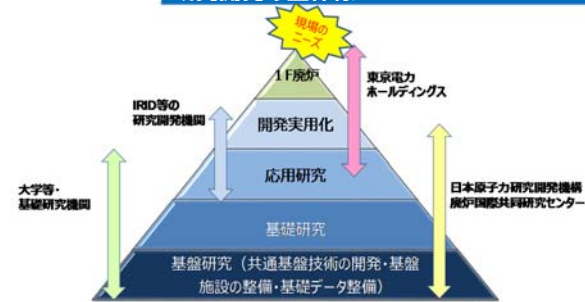 現場の
ニーズ
1F廃炉
東京電力
ホールディングス
IRID等の
研究開発機関
開発実用化
応用研究
大学等・
基礎研究機関
日本原子力研究開発機構
廃炉国際共同研究センター
基礎研究
基盤研究（共通基盤技術の開発・基盤
施設の整備・基礎データ整備）